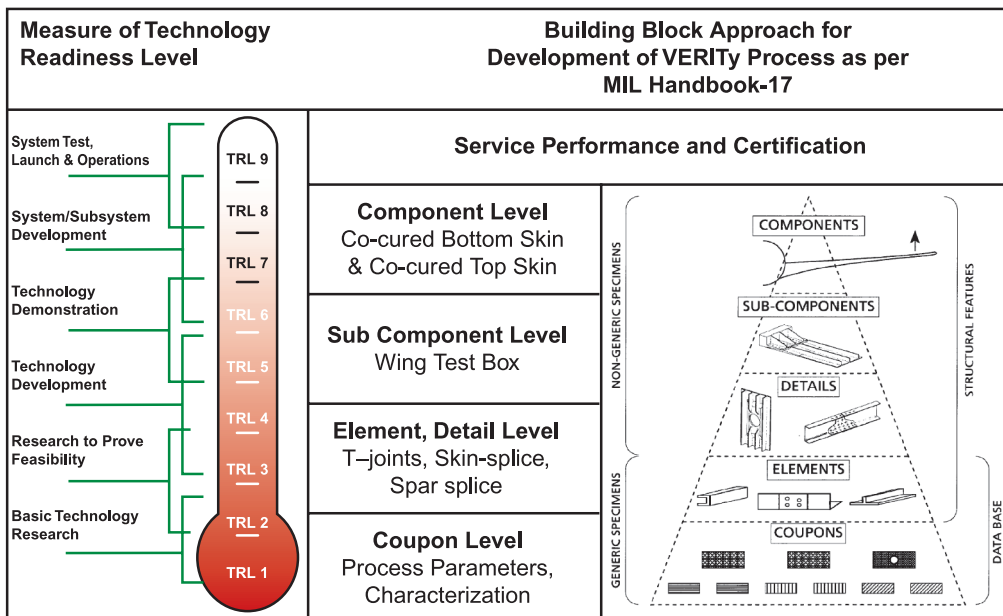 Measure of Technology
Readiness Level
Building Block Approach for
Development of VERITy Process as per
MIL Handbook-17
System Test,
Launch & Operations
System/Subsystem
Development
Technology
Demonstration
Technology
Development
Research to Prove
Feasibility
Basic Technology
Research
TRL 9
TRL 8
TRL 7
TRL 6
TRL 5
TRL 4
TRL 3
TRL 2
TRL 1
Service Performance and Certification
Component Level
Co-cured Bottom Skin
& Co-cured Top Skin
Sub Component Level
Wing Test Box
Element, Detail Level
T–joints, Skin-splice,
Spar splice
Coupon Level
Process Parameters,
Characterization
NON-GENERIC SPECIMENS
GENERIC SPECIMENS
COMPONENTS
SUB-COMPONENTS
DETAILS
ELEMENTS
COUPONS
STRUCTURAL FEATURES
DATA BASE